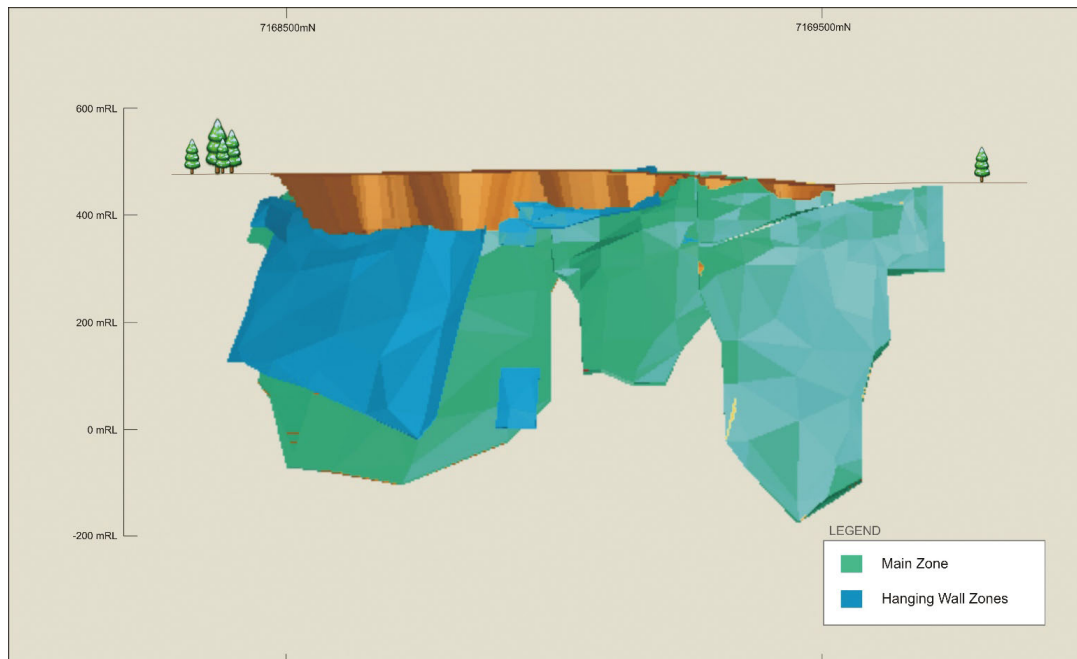 7168500mN
7169500mN
600 mRL
400 mRL
200 mRL
0 mRL
-200 mRL
LEGEND
Main Zone
Hanging Wall Zones